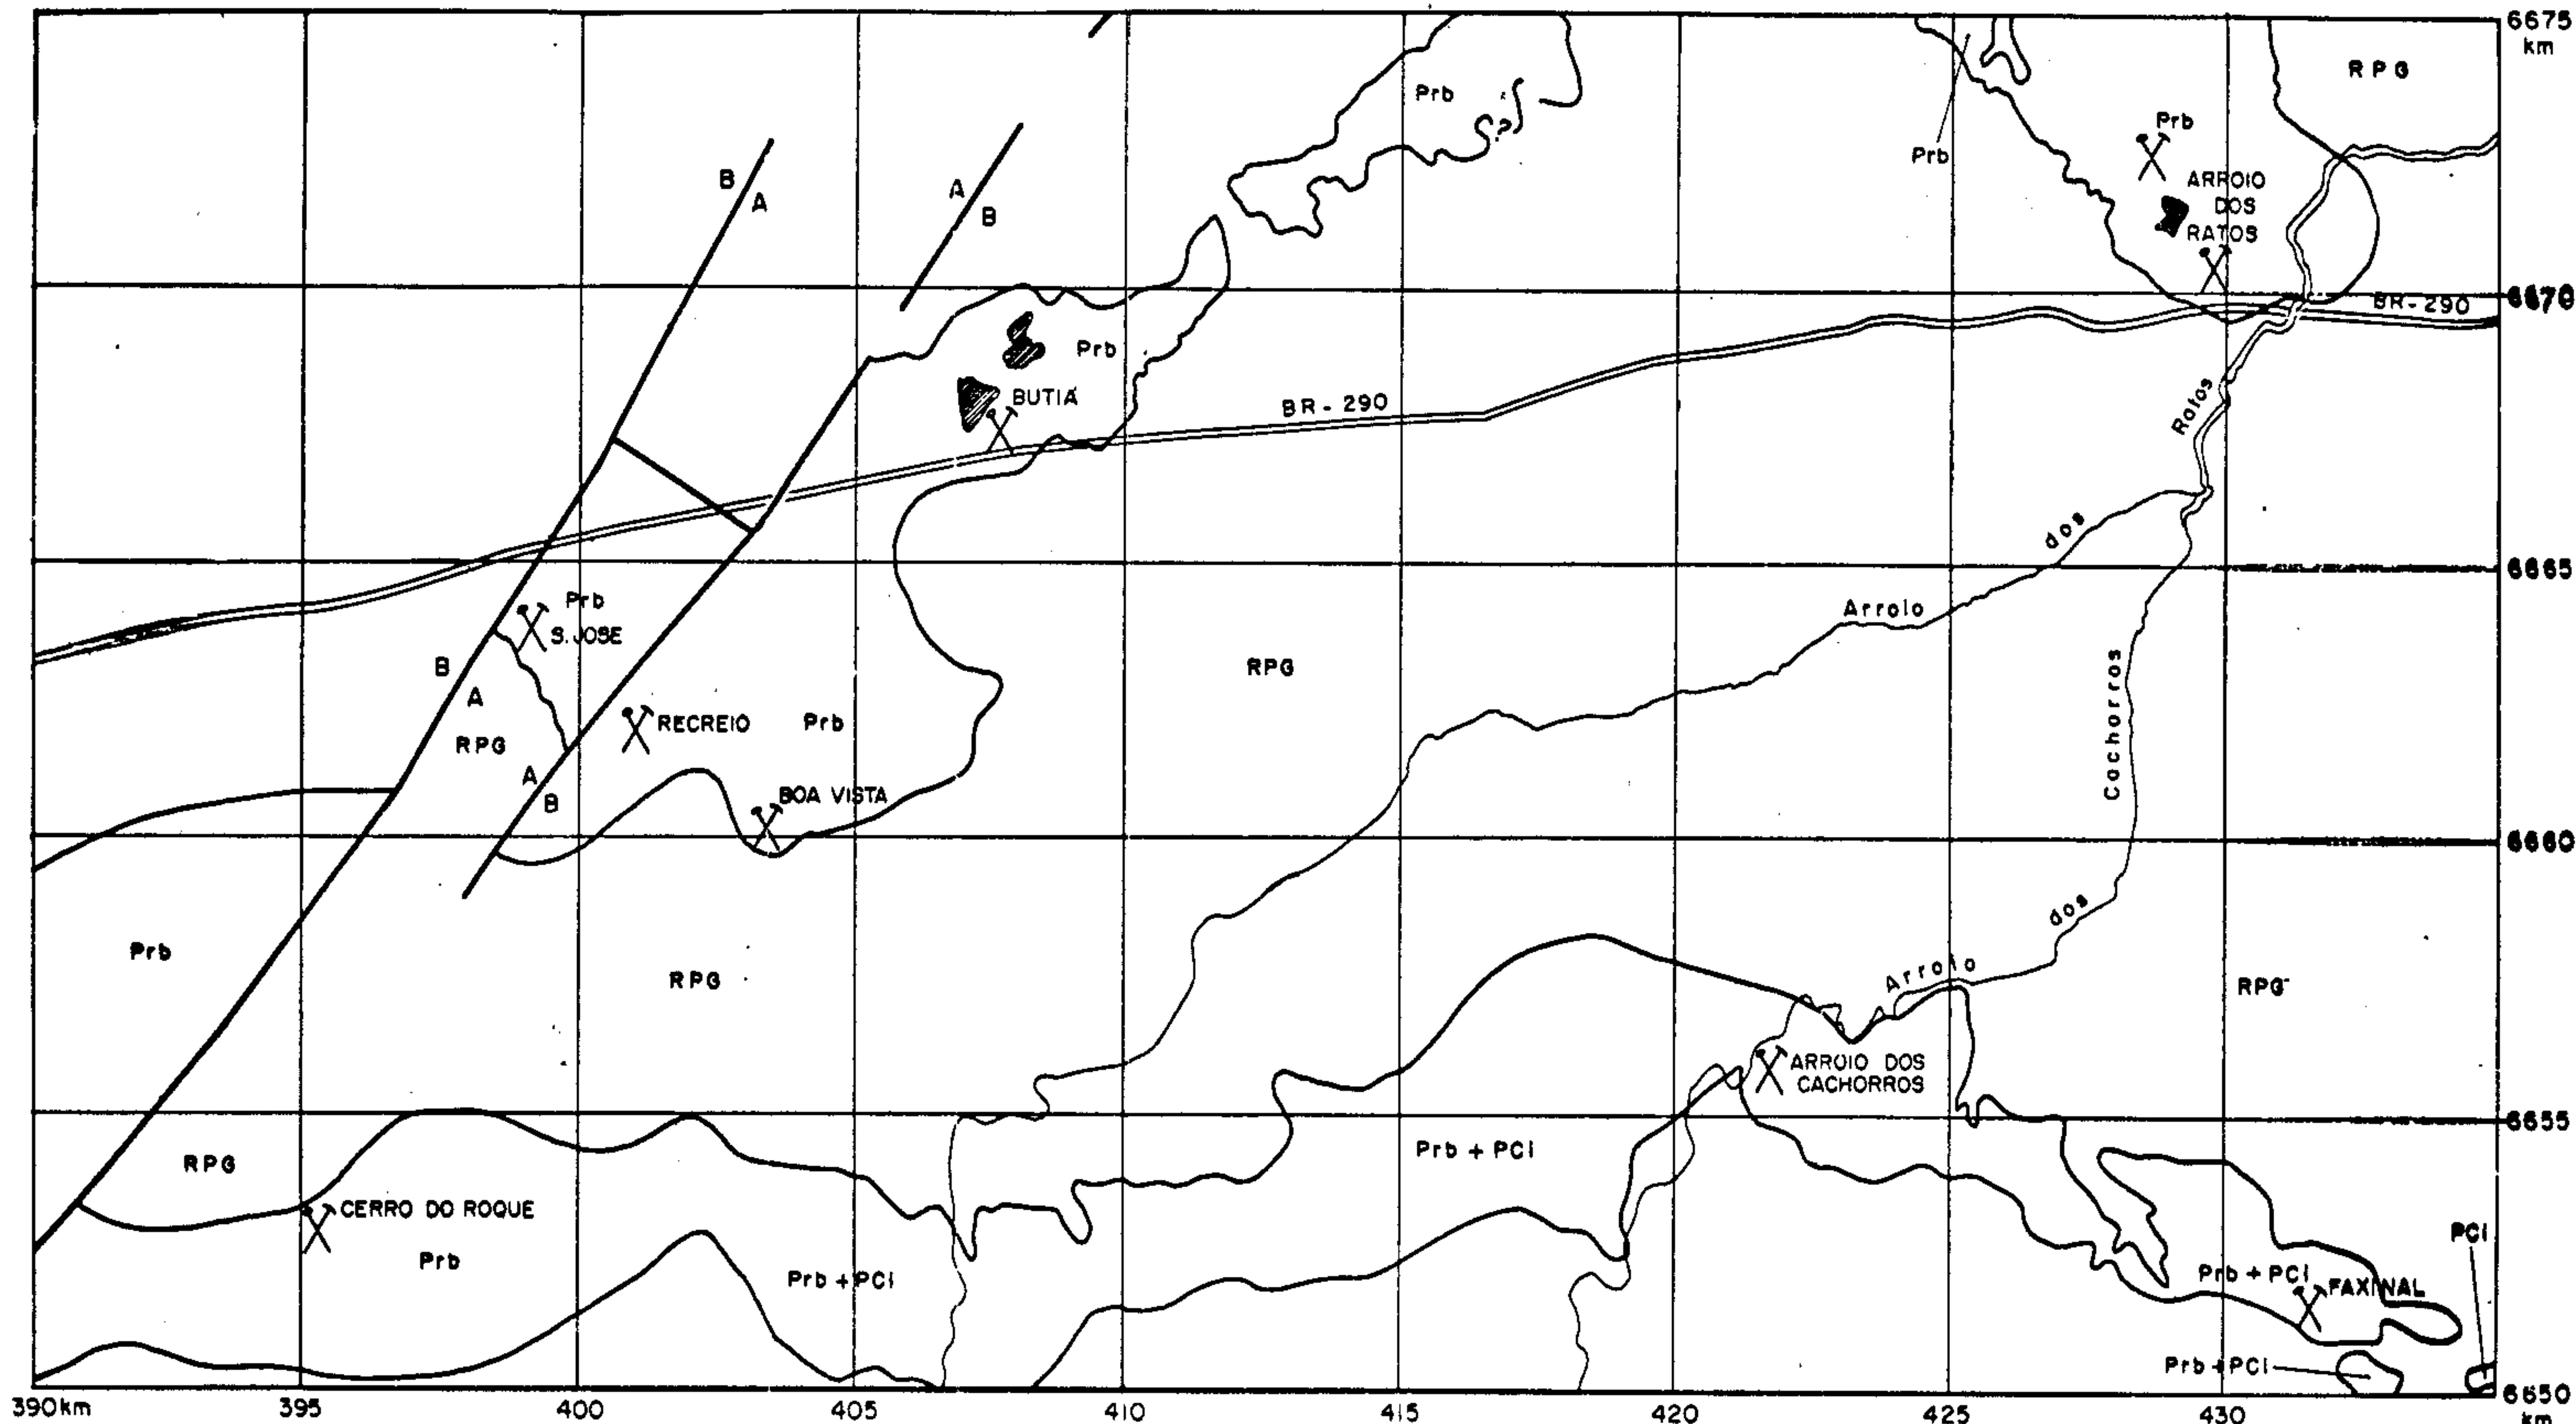 6675
km
RPG
Prb
Prb
Prb
ARROIO
DOS
RATOS
B
A
A
B
6670
BR-290
Prb
BUTIÁ
BR-290
Ratos
dos
6665
Prb
S. JOSE
Arroio
B
A
RPG
RPG
RECREIO
Prb
Cachorros
A
B
BOA VISTA
6660
dos
Prb
RPG
Arroio
RPG
ARROIO DOS
CACHORROS
6655
Prb + PCI
RPG
CERRO DO ROQUE
Prb
Prb + PCI
PCI
Prb + PCI
FAXINAL
Prb + PCI
6650
km
390 km
395
400
405
410
415
420
425
430
?